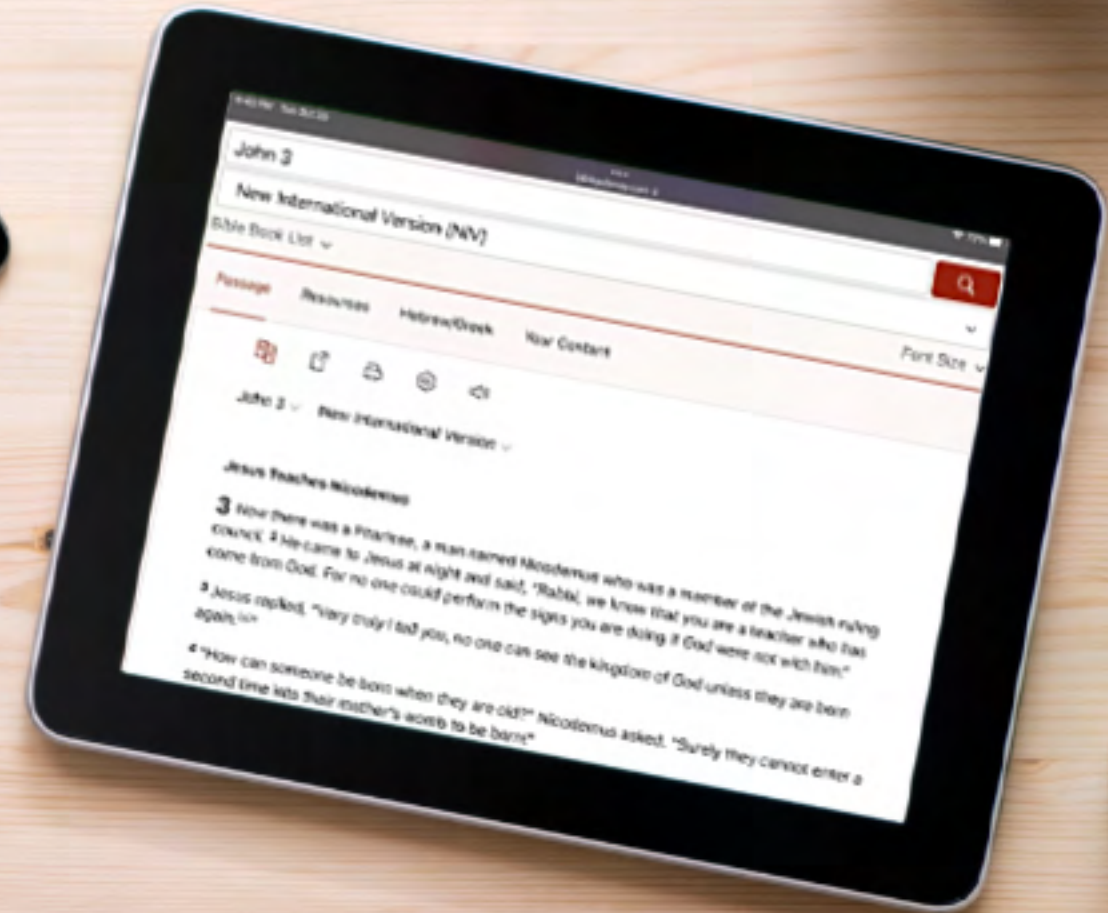 John 3
New International Version (NIV)
Bible Book List
Font Size
Passage Resources Hebrew/Greek Your Content
John 3 New International Version
Jesus Teaches Nicodemus
3 Now there was a Pharisee, a man named Nicodemus who was a member of the Jewish ruling
council. 2 He came to Jesus at night and said, "Rabbi, we know that you are a teacher who has
come from God. For no one could perform the signs you are doing if God were not with him."
3 Jesus replied, "Very truly I tell you, no one can see the kingdom of God unless they are born
again."
4 "How can someone be born when they are old?" Nicodemus asked. "Surely they cannot enter a
second time into their mother's womb to be born!"